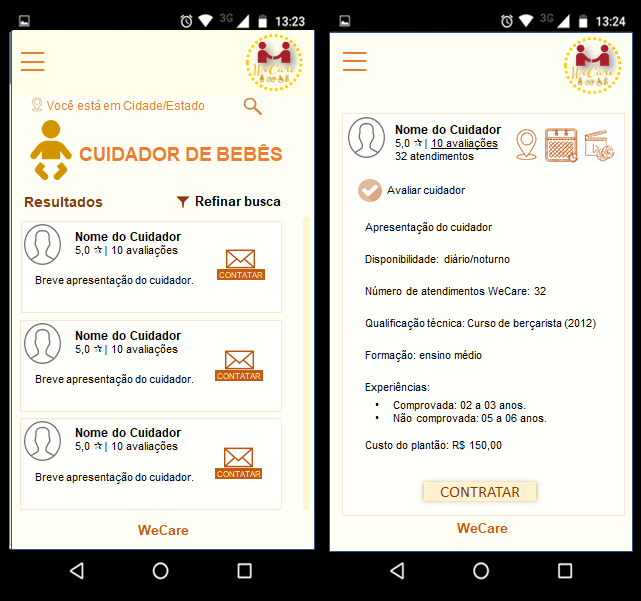 3G 13:23
WeCare
Você está em Cidade/Estado
CUIDADOR DE BEBÊS
Resultados
Refinar busca
Nome do Cuidador
5,0 ☆ | 10 avaliações
CONTATAR
Breve apresentação do cuidador.
Nome do Cuidador
5,0 ☆ | 10 avaliações
CONTATAR
Breve apresentação do cuidador.
Nome do Cuidador
5,0 ☆ | 10 avaliações
CONTATAR
Breve apresentação do cuidador.
WeCare
3G 13:24
WeCare
Nome do Cuidador
5,0 ☆ | 10 avaliações
32 atendimentos
Avaliar cuidador
Apresentação do cuidador
Disponibilidade: diário/noturno
Número de atendimentos WeCare: 32
Qualificação técnica: Curso de berçarista (2012)
Formação: ensino médio
Experiências:
• Comprovada: 02 a 03 anos.
• Não comprovada: 05 a 06 anos.
Custo do plantão: R$ 150,00
CONTRATAR
WeCare